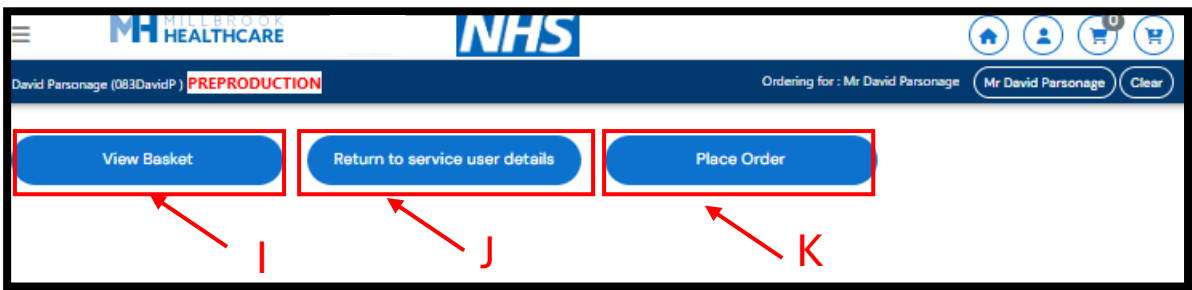 MILLBROOK
MH HEALTHCARE
NHS
0
David Parsonage (083DavidP ) PREPRODUCTION
Ordering for : Mr David Parsonage
Mr David Parsonage
Clear
View Basket
Return to service user details
Place Order
I
J
K